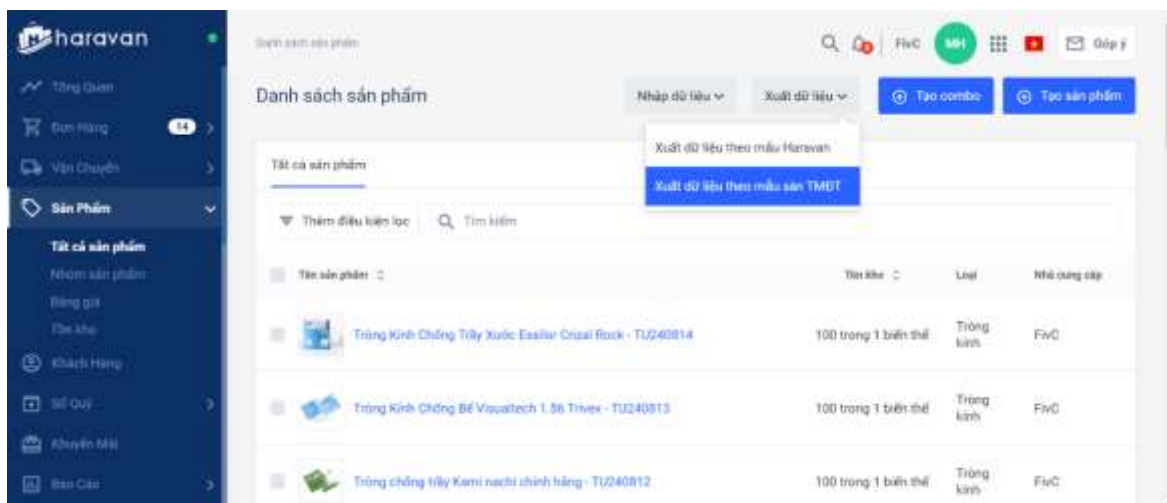 haravan
Danh sách sản phẩm
FivC
MH
Góp ý
Tổng Quan
Danh sách sản phẩm
Nhập dữ liệu
Xuất dữ liệu
Tạo combo
Tạo sản phẩm
Đơn Hàng
14
Xuất dữ liệu theo mẫu Haravan
Vận Chuyển
Tất cả sản phẩm
Xuất dữ liệu theo mẫu sàn TMĐT
Sản Phẩm
Thêm điều kiện lọc
Tìm kiếm
Tất cả sản phẩm
Nhóm sản phẩm
Tên sản phẩm
Tồn kho
Loại
Nhà cung cấp
Bảng giá
Tồn kho
Tròng Kính Chống Trầy Xước Essilor Crizal Rock - TU240814
100 trong 1 biến thể
Tròng
kính
FivC
Khách Hàng
Sổ Quỹ
Tròng Kính Chống Bể Visualtech 1.56 Trivex - TU240813
100 trong 1 biến thể
Tròng
kính
FivC
Khuyến Mãi
Báo Cáo
Tròng chống trầy Kami nachi chính hãng - TU240812
100 trong 1 biến thể
Tròng
kính
FivC